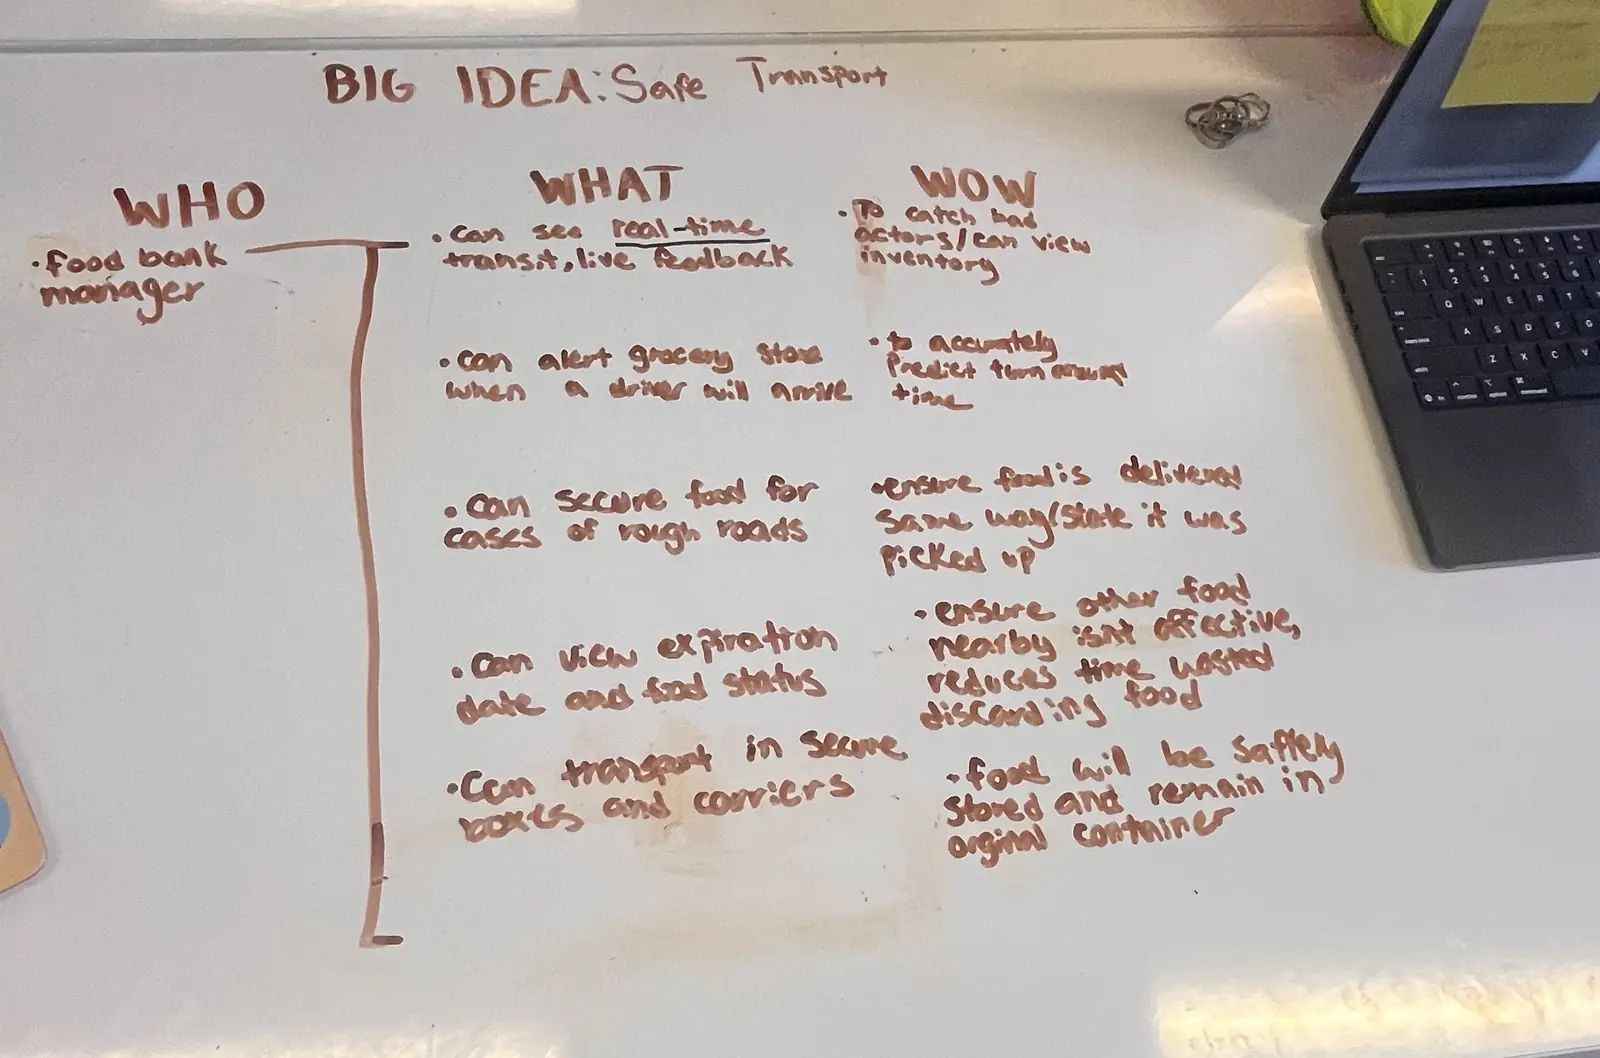 BIG IDEA: Safe Transport
WHO
• food bank
manager
WHAT
• can see real-time
transit, live feedback
• can alert grocery store
when a driver will arrive
• can secure food for
cases of rough roads
• can view expiration
date and food status
• can transport in secure
boxes and carriers
WOW
• To catch bad
actors/can view
inventory
• to accurately
Predict turn around
time
• ensure food is delivered
same way/state it was
picked up
• ensure other food
nearby isnt affective,
reduces time wasted
discarding food
• food will be saftely
stored and remain in
orginal container